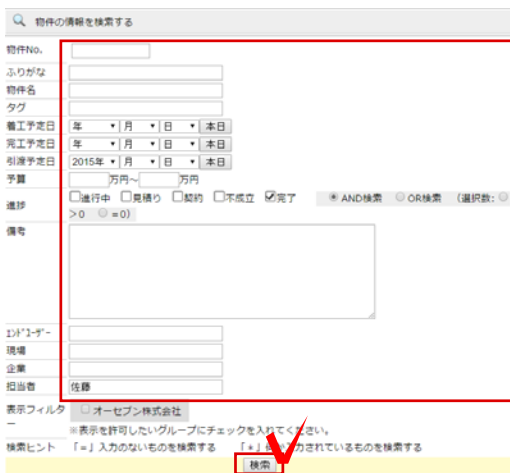 物件の情報を検索する
物件No.
ふりがな
物件名
タグ
着工予定日 年 月 日 本日
完工予定日 年 月 日 本日
引渡予定日 2015年 月 日 本日
予算 万円～ 万円
進捗 進行中 見積り 契約 不成立 完了 AND検索 OR検索 (選択数:
>0 =0)
備考
ｴﾝﾄﾞﾕｰｻﾞｰ
現場
企業
担当者 佐藤
表示フィルタ
ー オーセブン株式会社
※表示を許可したいグループにチェックを入れてください。
検索ヒント 「=」入力のないものを検索する 「*」 入力されているものを検索する
検索